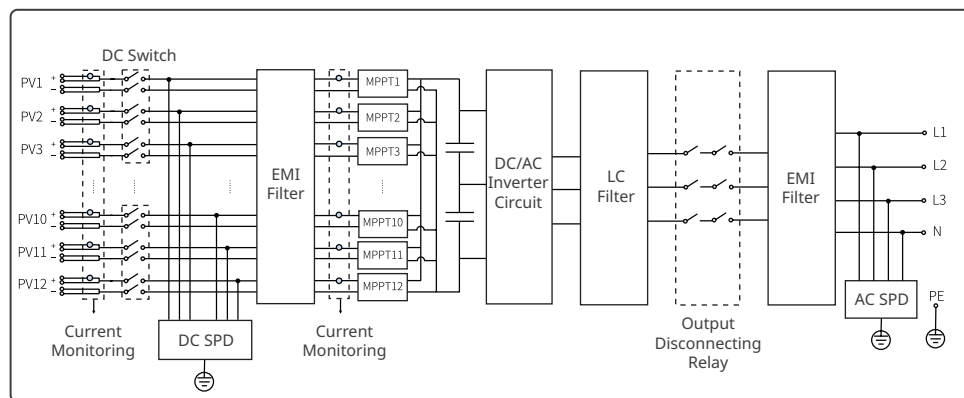 DC Switch
PV1 + −
PV2 + −
PV3 + −
PV10 + −
PV11 + −
PV12 + −
Current
Monitoring
DC SPD
EMI
Filter
MPPT1
MPPT2
MPPT3
MPPT10
MPPT11
MPPT12
Current
Monitoring
DC/AC
Inverter
Circuit
LC
Filter
Output
Disconnecting
Relay
EMI
Filter
L1
L2
L3
N
AC SPD
PE